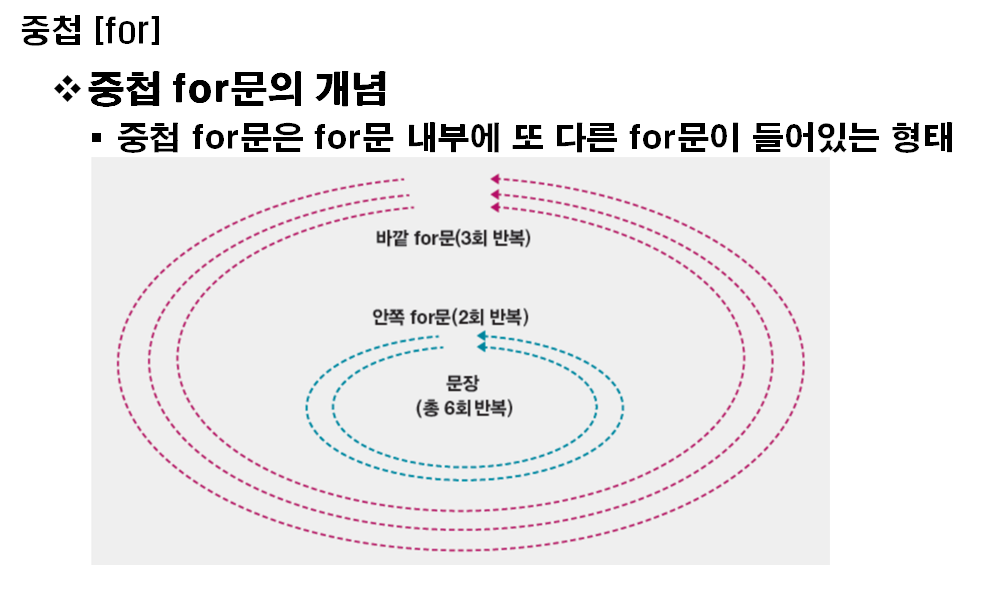 중첩 [for]
❖중첩 for문의 개념
▪ 중첩 for문은 for문 내부에 또 다른 for문이 들어있는 형태
바깥 for문(3회 반복)
안쪽 for문(2회 반복)
문장
(총 6회 반복)